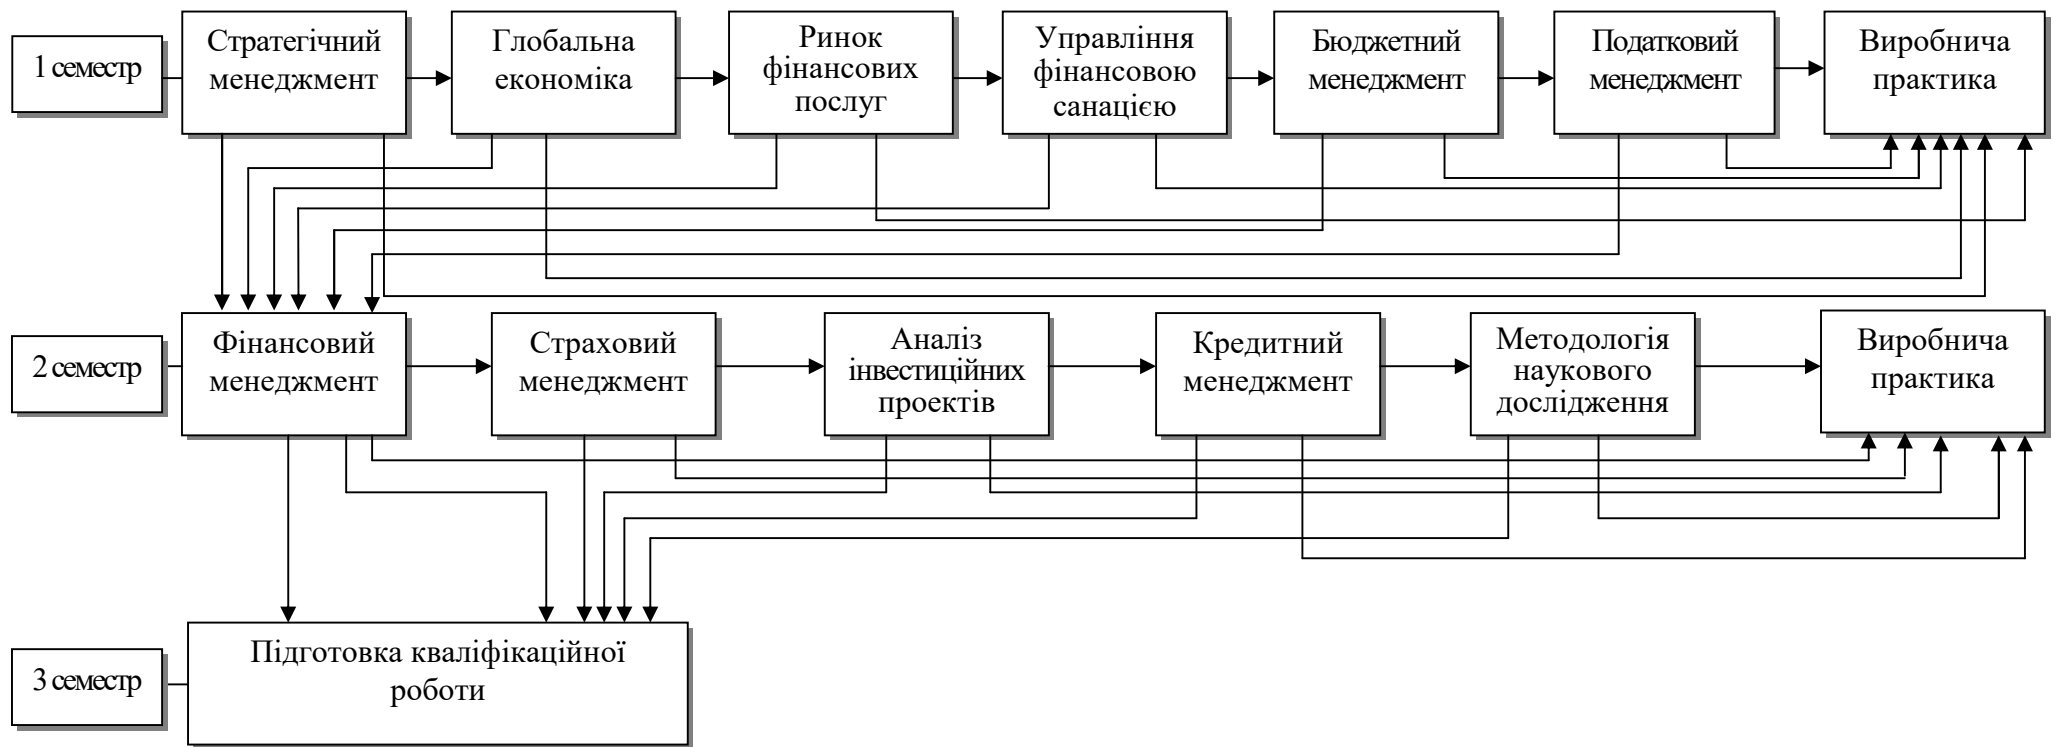 1 семестр
Стратегічний
менеджмент
Глобальна
економіка
Ринок
фінансових
послуг
Управління
фінансовою
санацією
Бюджетний
менеджмент
Податковий
менеджмент
Виробнича
практика
2 семестр
Фінансовий
менеджмент
Страховий
менеджмент
Аналіз
інвестиційних
проектів
Кредитний
менеджмент
Методологія
наукового
дослідження
Виробнича
практика
3 семестр
Підготовка кваліфікаційної
роботи